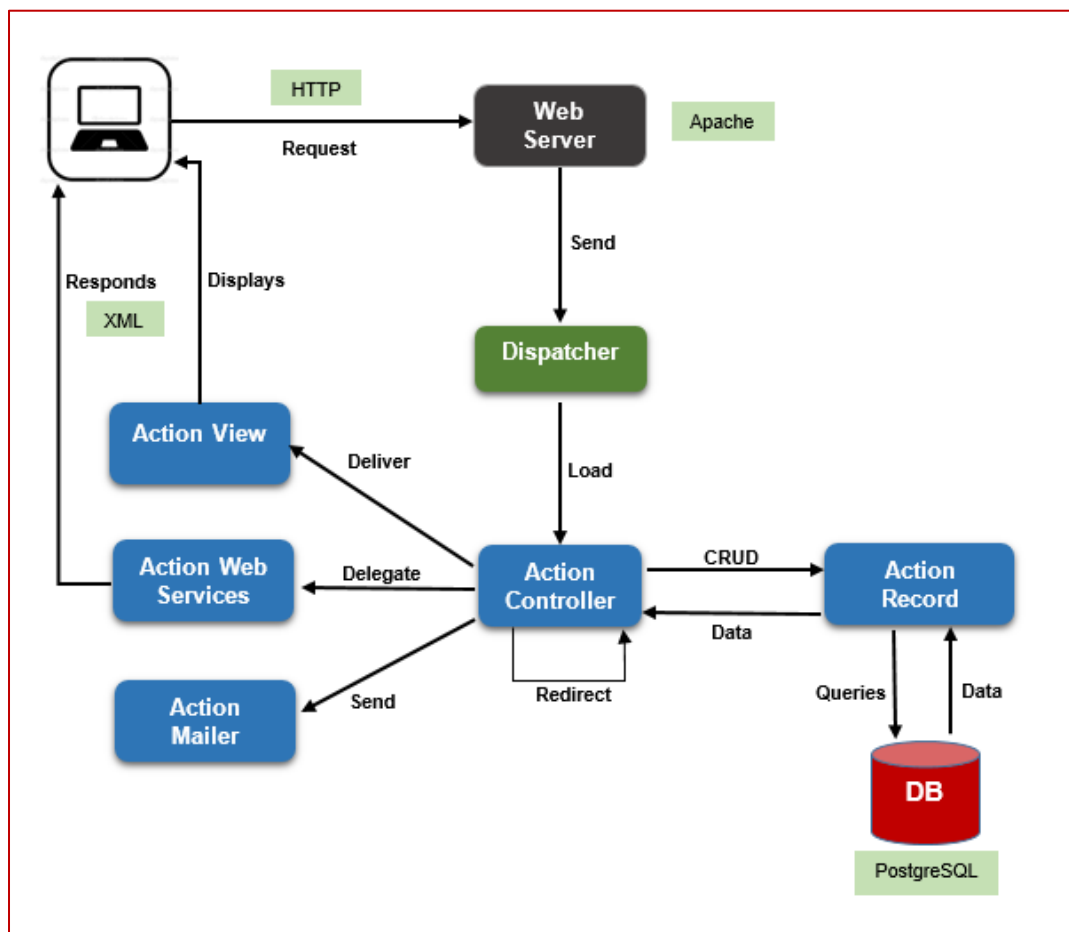 HTTP
Request
Web
Server
Apache
Send
Responds
Displays
XML
Dispatcher
Action View
Deliver
Load
Action Web
Services
Delegate
Action
Controller
CRUD
Data
Action
Record
Redirect
Send
Action
Mailer
Queries
Data
DB
PostgreSQL